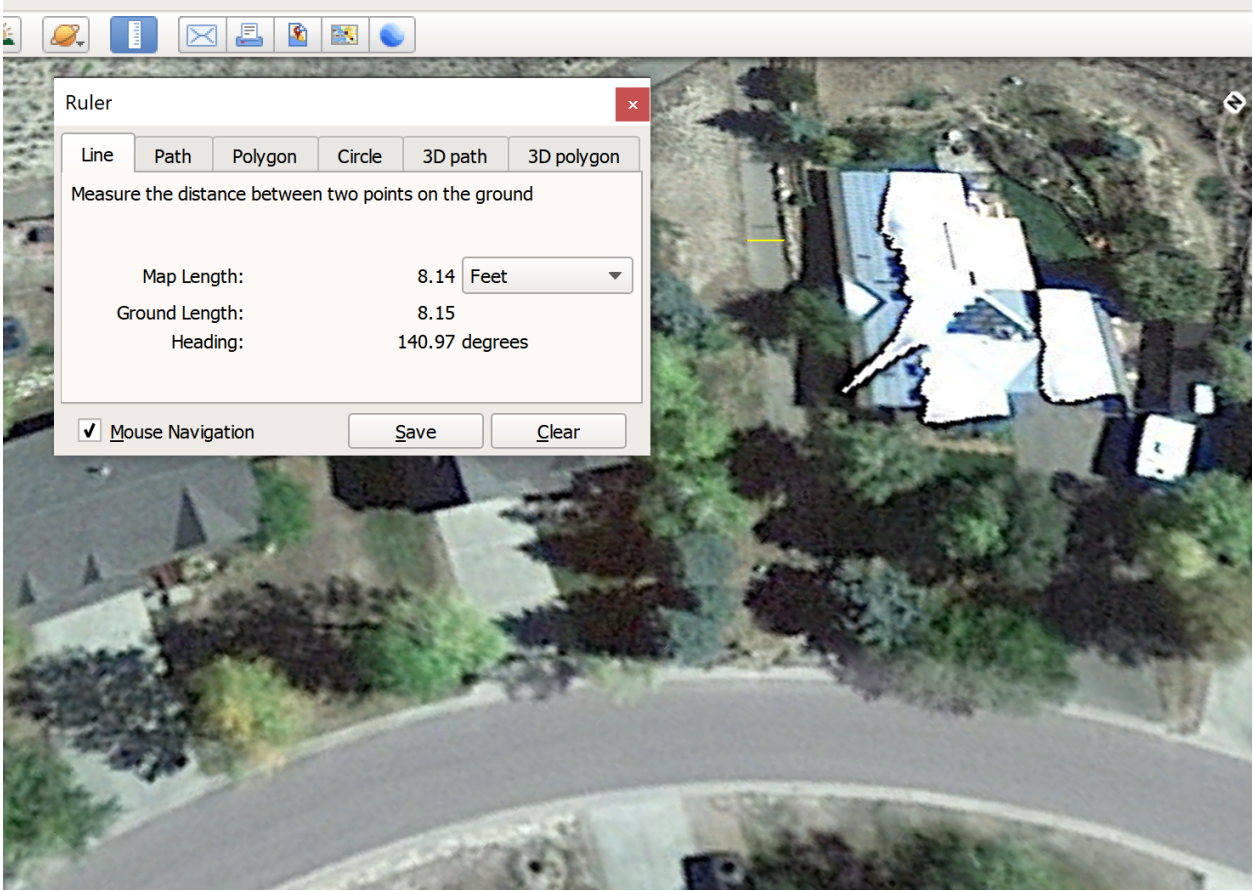 Ruler
Line Path Polygon Circle 3D path 3D polygon
Measure the distance between two points on the ground
Map Length: 8.14 Feet
Ground Length: 8.15
Heading: 140.97 degrees
Mouse Navigation Save Clear
N